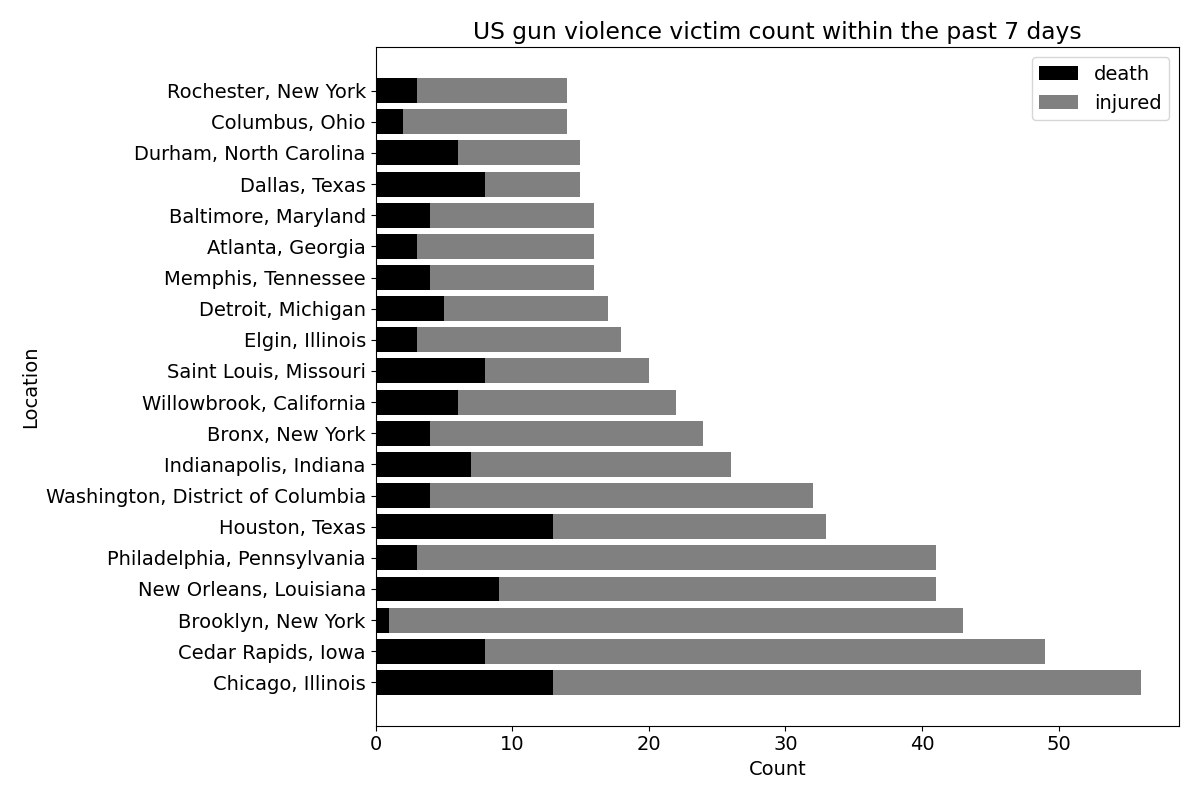 US gun violence victim count within the past 7 days
death
injured
Rochester, New York
Columbus, Ohio
Durham, North Carolina
Dallas, Texas
Baltimore, Maryland
Atlanta, Georgia
Memphis, Tennessee
Detroit, Michigan
Elgin, Illinois
Saint Louis, Missouri
Willowbrook, California
Bronx, New York
Indianapolis, Indiana
Washington, District of Columbia
Houston, Texas
Philadelphia, Pennsylvania
New Orleans, Louisiana
Brooklyn, New York
Cedar Rapids, Iowa
Chicago, Illinois
Location
0 10 20 30 40 50
Count